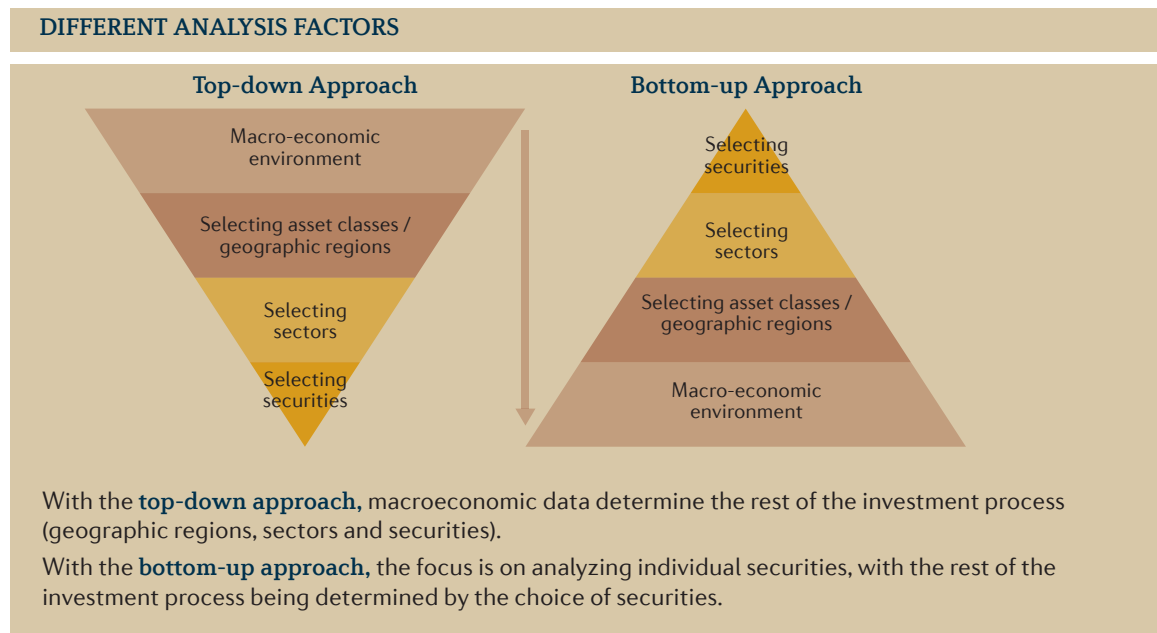 DIFFERENT ANALYSIS FACTORS
Top-down Approach
Macro-economic
environment
Selecting asset classes /
geographic regions
Selecting
sectors
Selecting
securities
Bottom-up Approach
Selecting
securities
Selecting
sectors
Selecting asset classes /
geographic regions
Macro-economic
environment
With the top-down approach, macroeconomic data determine the rest of the investment process
(geographic regions, sectors and securities).
With the bottom-up approach, the focus is on analyzing individual securities, with the rest of the
investment process being determined by the choice of securities.